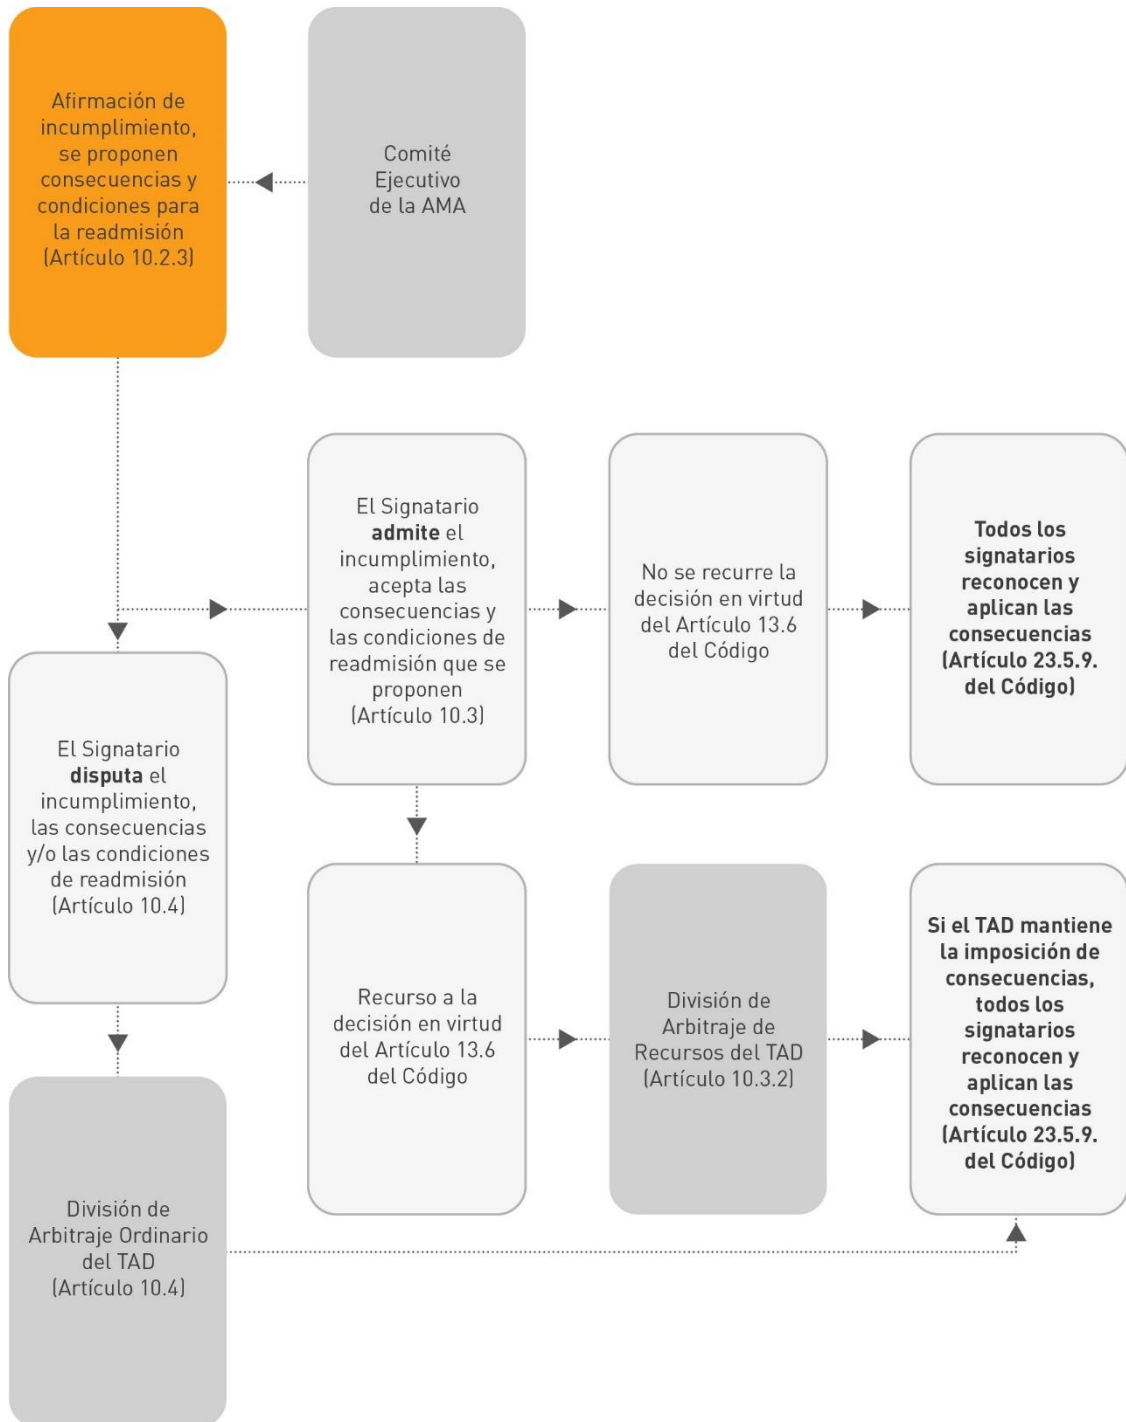 Afirmación de
incumplimiento,
se proponen
consecuencias y
condiciones para
la readmisión
(Artículo 10.2.3)
Comité
Ejecutivo
de la AMA
El Signatario
admite el
incumplimiento,
acepta las
consecuencias y
las condiciones de
readmisión que se
proponen
(Artículo 10.3)
No se recurre la
decisión en virtud
del Artículo 13.6
del Código
Todos los
signatarios
reconocen y
aplican las
consecuencias
(Artículo 23.5.9.
del Código)
El Signatario
disputa el
incumplimiento,
las consecuencias
y/o las condiciones
de readmisión
(Artículo 10.4)
Recurso a la
decisión en virtud
del Artículo 13.6
del Código
División de
Arbitraje de
Recursos del TAD
(Artículo 10.3.2)
Si el TAD mantiene
la imposición de
consecuencias,
todos los
signatarios
reconocen y
aplican las
consecuencias
(Artículo 23.5.9.
del Código)
División de
Arbitraje Ordinario
del TAD
(Artículo 10.4)